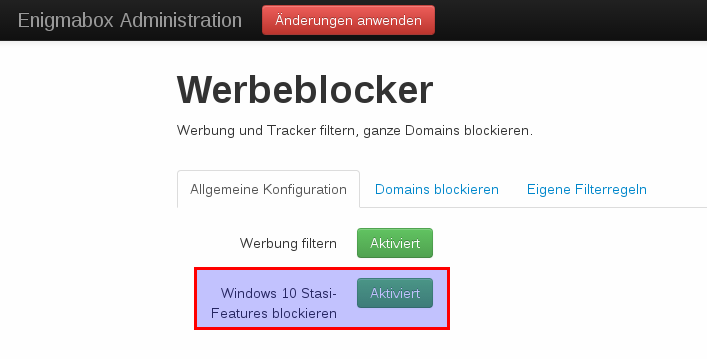 Enigmabox Administration Änderungen anwenden
Werbeblocker
Werbung und Tracker filtern, ganze Domains blockieren.
Allgemeine Konfiguration Domains blockieren Eigene Filterregeln
Werbung filtern Aktiviert
Windows 10 Stasi- Aktiviert
Features blockieren